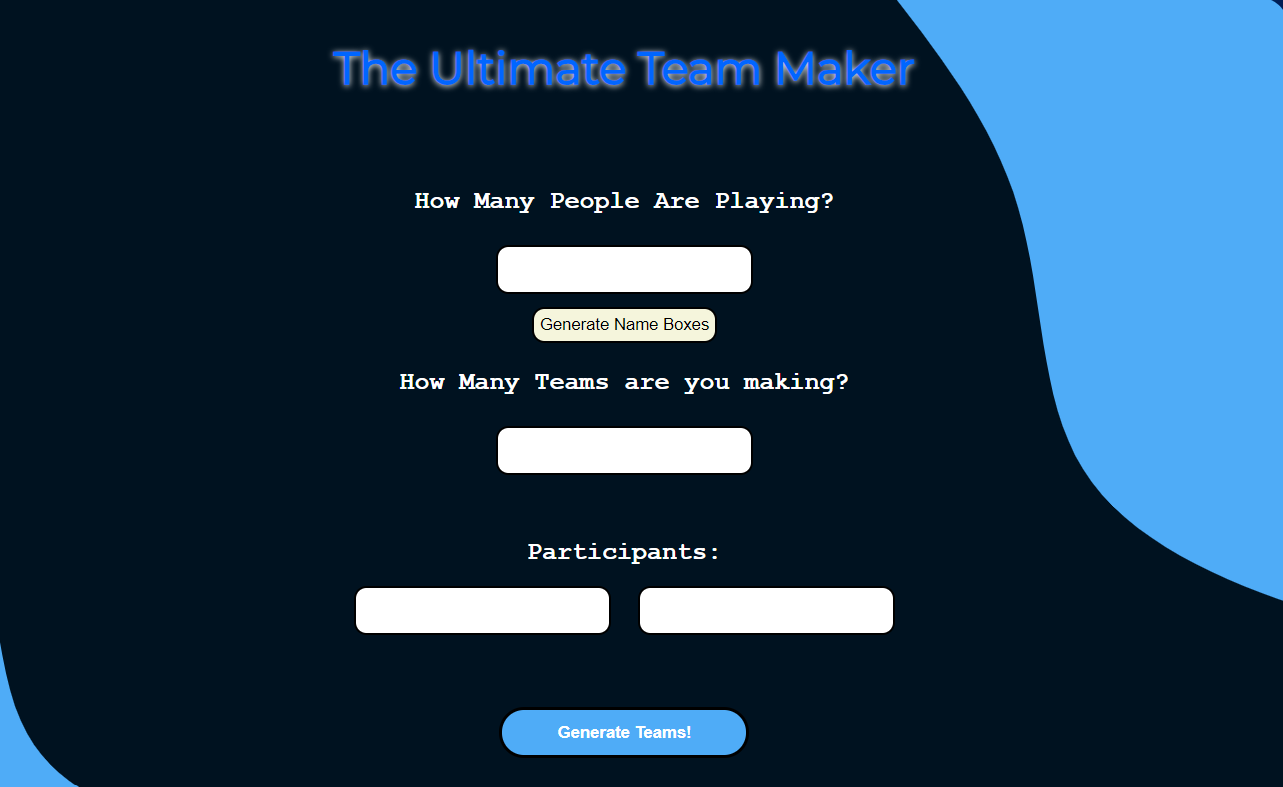 The Ultimate Team Maker
How Many People Are Playing?
Generate Name Boxes
How Many Teams are you making?
Participants:
Generate Teams!